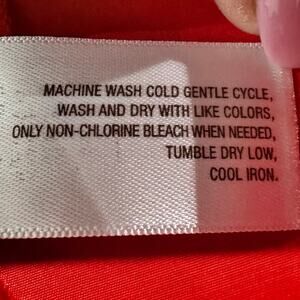 MACHINE WASH COLD GENTLE CYCLE,
WASH AND DRY WITH LIKE COLORS,
ONLY NON-CHLORINE BLEACH WHEN NEEDED,
TUMBLE DRY LOW,
COOL IRON.